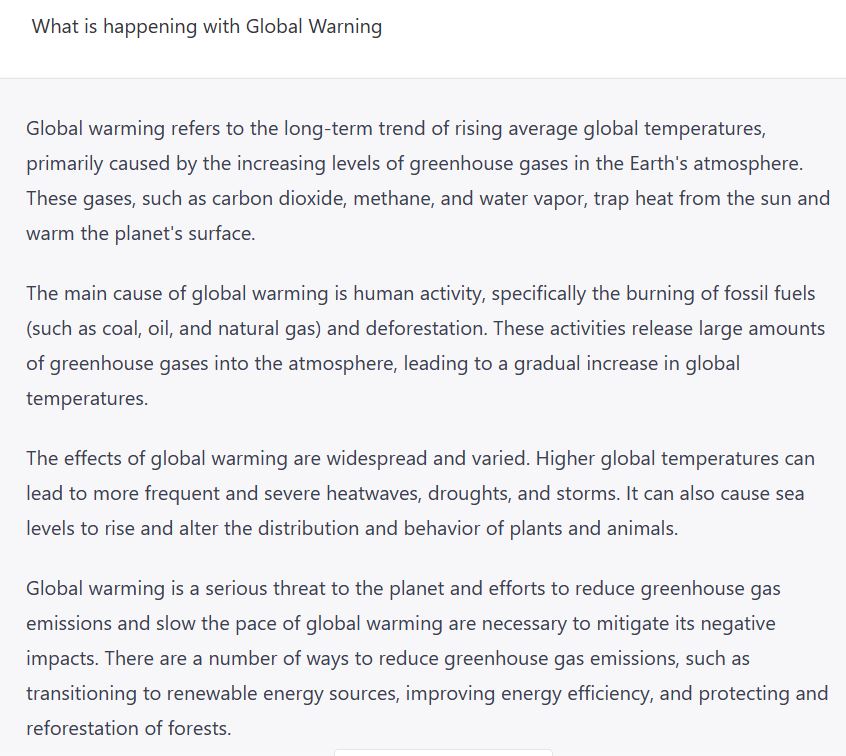 What is happening with Global Warning
Global warming refers to the long-term trend of rising average global temperatures,
primarily caused by the increasing levels of greenhouse gases in the Earth's atmosphere.
These gases, such as carbon dioxide, methane, and water vapor, trap heat from the sun and
warm the planet's surface.
The main cause of global warming is human activity, specifically the burning of fossil fuels
(such as coal, oil, and natural gas) and deforestation. These activities release large amounts
of greenhouse gases into the atmosphere, leading to a gradual increase in global
temperatures.
The effects of global warming are widespread and varied. Higher global temperatures can
lead to more frequent and severe heatwaves, droughts, and storms. It can also cause sea
levels to rise and alter the distribution and behavior of plants and animals.
Global warming is a serious threat to the planet and efforts to reduce greenhouse gas
emissions and slow the pace of global warming are necessary to mitigate its negative
impacts. There are a number of ways to reduce greenhouse gas emissions, such as
transitioning to renewable energy sources, improving energy efficiency, and protecting and
reforestation of forests.